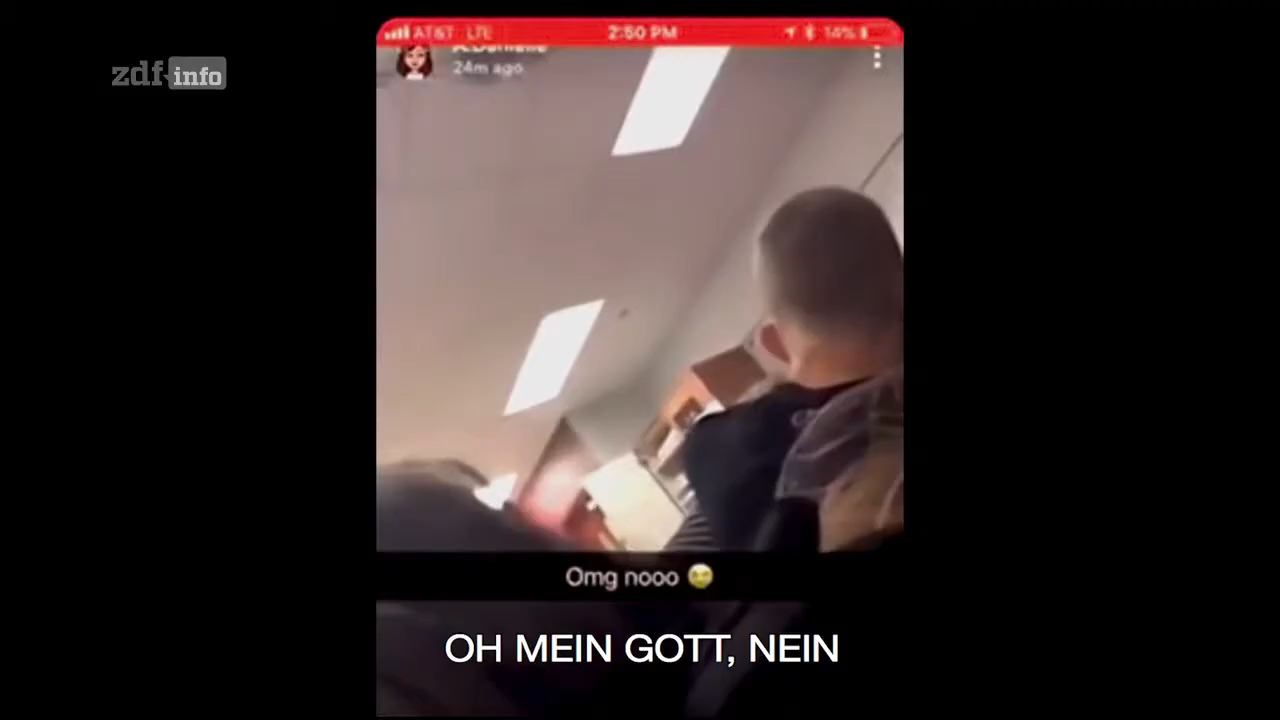 AT&T LTE 2:50 PM 14%
zdf info
24m ago
Omg nooo 😭
OH MEIN GOTT, NEIN